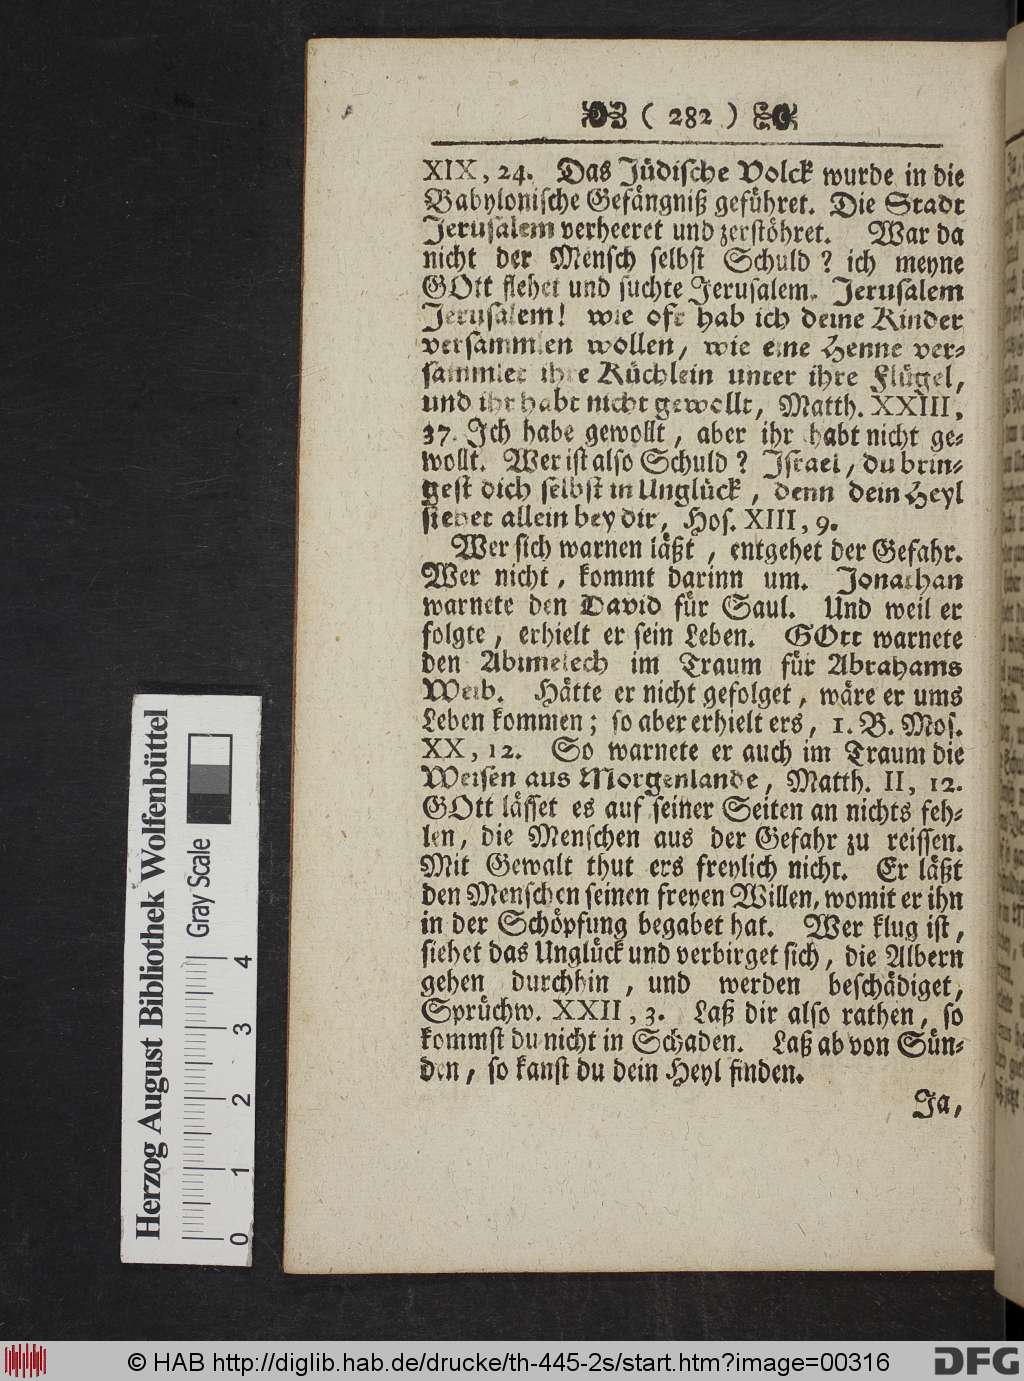 ( 282 )
XIX, 24. Das Jüdische Volck wurde in die
Babylonische Gefängniß geführet. Die Stadt
Jerusalem verheeret und zerstöhret. War da
nicht der Mensch selbst Schuld? ich meyne
GOtt flehet und suchte Jerusalem. Jerusalem
Jerusalem! wie oft hab ich deine Kinder
versammlen wollen, wie eine Henne ver-
sammlet ihre Küchlein unter ihre Flügel,
und ihr habt nicht gewollt, Matth. XXIII,
37. Ich habe gewollt, aber ihr habt nicht ge-
wollt. Wer ist also Schuld? Israel, du brin-
gest dich selbst in Unglück, denn dein Heyl
stehet allein bey dir, Hos. XIII, 9.
Wer sich warnen läßt, entgehet der Gefahr.
Wer nicht, kommt darinn um. Jonathan
warnete den David für Saul. Und weil er
folgte, erhielt er sein Leben. GOtt warnete
den Abimelech im Traum für Abrahams
Weib. Hätte er nicht gefolget, wäre er ums
Leben kommen; so aber erhielt ers, 1. B. Mos.
XX, 12. So warnete er auch im Traum die
Weisen aus Morgenlande, Matth. II, 12.
GOtt lässet es auf seiner Seiten an nichts feh-
len, die Menschen aus der Gefahr zu reissen.
Mit Gewalt thut ers freylich nicht. Er läßt
den Menschen seinen freyen Willen, womit er ihn
in der Schöpfung begabet hat. Wer klug ist,
siehet das Unglück und verbirget sich, die Albern
gehen durchhin, und werden beschädiget,
Sprüchw. XXII, 3. Laß dir also rathen, so
kommst du nicht in Schaden. Laß ab von Sün-
den, so kanst du dein Heyl finden.
Ja,
Herzog August Bibliothek Wolfenbüttel
Gray Scale
0 1 2 3 4
© HAB http://diglib.hab.de/drucke/th-445-2s/start.htm?image=00316
DFG